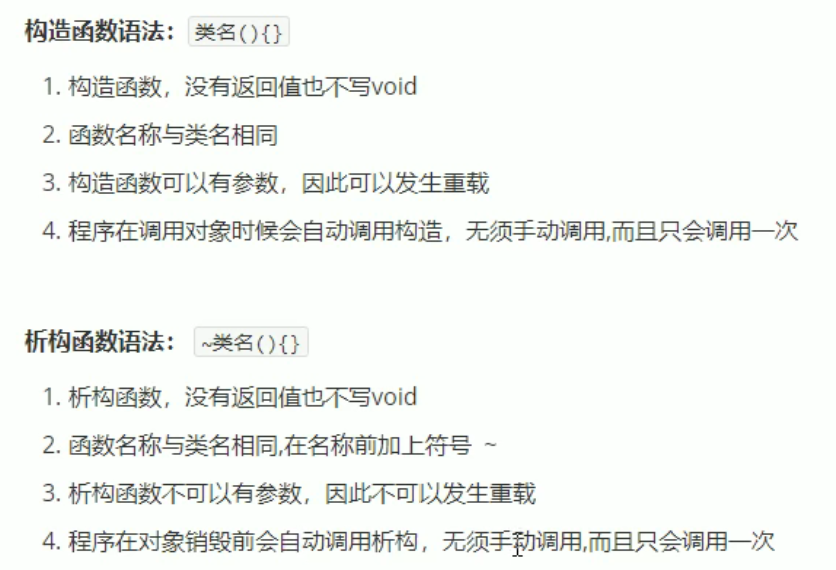 构造函数语法： 类名(){}
1. 构造函数，没有返回值也不写void
2. 函数名称与类名相同
3. 构造函数可以有参数，因此可以发生重载
4. 程序在调用对象时候会自动调用构造，无须手动调用,而且只会调用一次
析构函数语法： ~类名(){}
1. 析构函数，没有返回值也不写void
2. 函数名称与类名相同,在名称前加上符号 ~
3. 析构函数不可以有参数，因此不可以发生重载
4. 程序在对象销毁前会自动调用析构，无须手动调用,而且只会调用一次